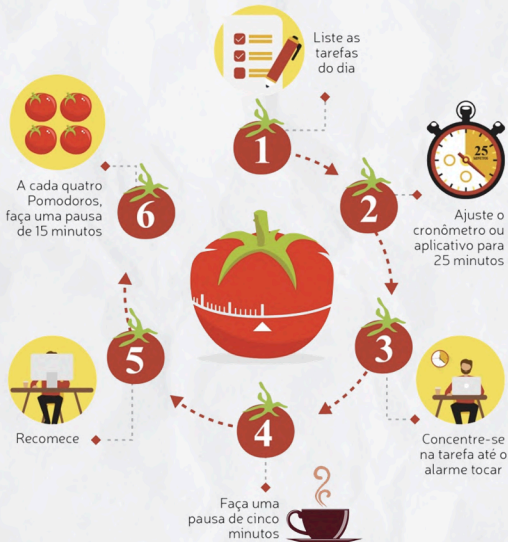 Liste as
tarefas
do dia
1
2
25
Ajuste o
cronômetro ou
aplicativo para
25 minutos
3
Concentre-se
na tarefa até o
alarme tocar
4
Faça uma
pausa de cinco
minutos
5
Recomece
6
A cada quatro
Pomodoros,
faça uma pausa
de 15 minutos